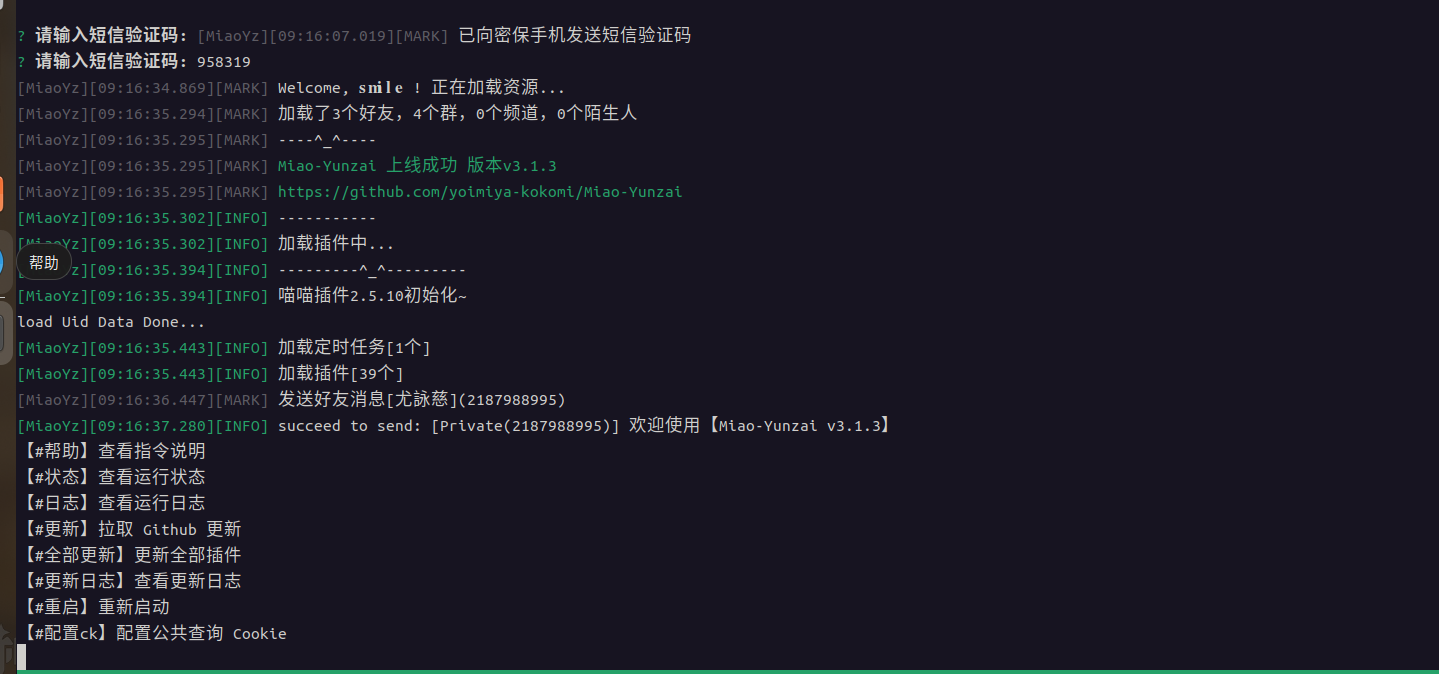 ? 请输入短信验证码: [MiaoYz][09:16:07.019][MARK] 已向密保手机发送短信验证码
? 请输入短信验证码: 958319
[MiaoYz][09:16:34.869][MARK] Welcome, 𝐬𝐦𝐢𝐥𝐞 ! 正在加载资源...
[MiaoYz][09:16:35.294][MARK] 加载了3个好友，4个群，0个频道，0个陌生人
[MiaoYz][09:16:35.295][MARK] ----^_^----
[MiaoYz][09:16:35.295][MARK] Miao-Yunzai 上线成功 版本v3.1.3
[MiaoYz][09:16:35.295][MARK] https://github.com/yoimiya-kokomi/Miao-Yunzai
[MiaoYz][09:16:35.302][INFO] -----------
[MiaoYz][09:16:35.302][INFO] 加载插件中...
帮助
z][09:16:35.394][INFO] ---------^_^---------
[MiaoYz][09:16:35.394][INFO] 喵喵插件2.5.10初始化~
load Uid Data Done...
[MiaoYz][09:16:35.443][INFO] 加载定时任务[1个]
[MiaoYz][09:16:35.443][INFO] 加载插件[39个]
[MiaoYz][09:16:36.447][MARK] 发送好友消息[尤詠慈](2187988995)
[MiaoYz][09:16:37.280][INFO] succeed to send: [Private(2187988995)] 欢迎使用【Miao-Yunzai v3.1.3】
【#帮助】查看指令说明
【#状态】查看运行状态
【#日志】查看运行日志
【#更新】拉取 Github 更新
【#全部更新】更新全部插件
【#更新日志】查看更新日志
【#重启】重新启动
【#配置ck】配置公共查询 Cookie